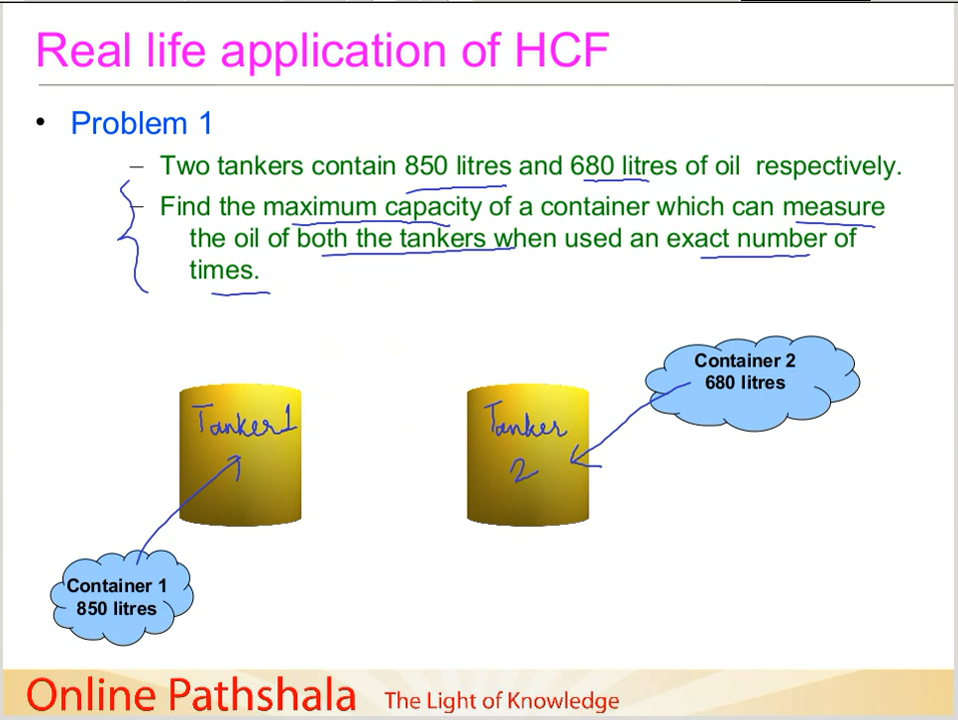 Real life application of HCF
• Problem 1
– Two tankers contain 850 litres and 680 litres of oil respectively.
– Find the maximum capacity of a container which can measure
the oil of both the tankers when used an exact number of
times.
Container 2
680 litres
Tanker 1
Tanker
2
Container 1
850 litres
Online Pathshala The Light of Knowledge